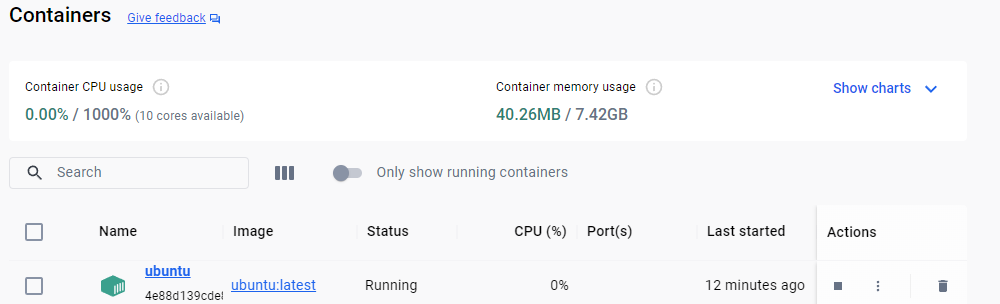 Containers Give feedback
Container CPU usage
0.00% / 1000% (10 cores available)
Container memory usage
40.26MB / 7.42GB
Show charts
Search
Only show running containers
Name Image Status CPU (%) Port(s) Last started Actions
ubuntu
4e88d139cde
ubuntu:latest Running 0% 12 minutes ago